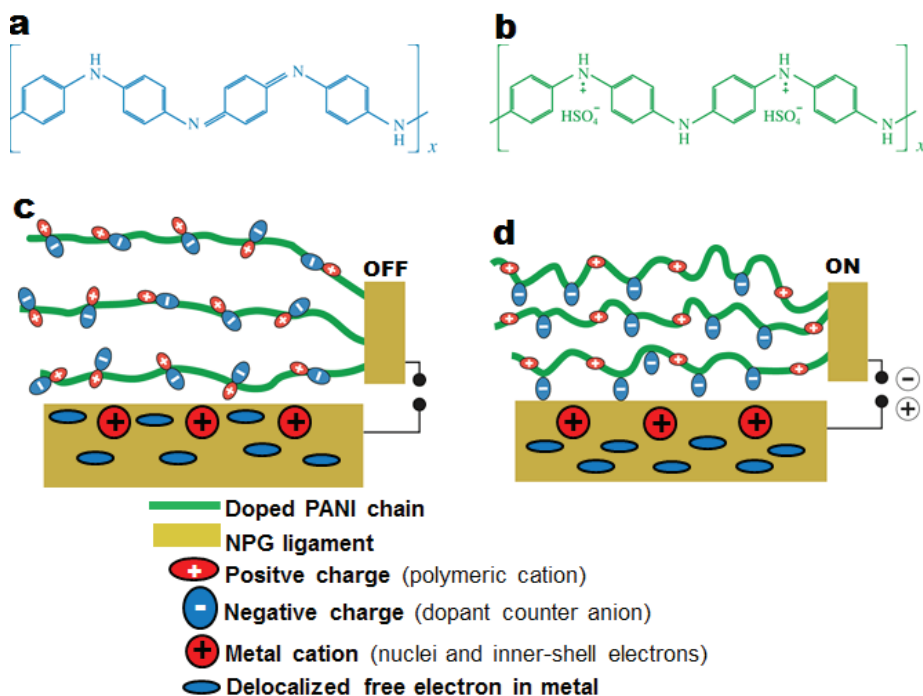 a
b
H
N
N
N
N
H
x
H
N
H
N
HSO4−
HSO4−
N
H
N
H
x
c
OFF
d
ON
Doped PANI chain
NPG ligament
Positve charge (polymeric cation)
Negative charge (dopant counter anion)
Metal cation (nuclei and inner-shell electrons)
Delocalized free electron in metal